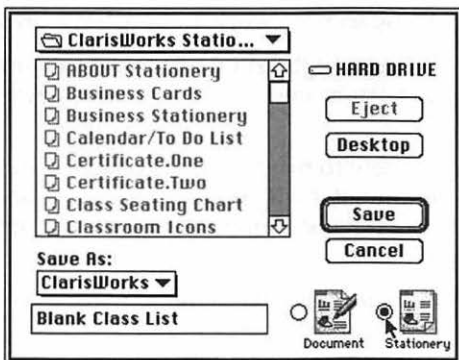 ClarisWorks Statio...
ABOUT Stationery
Business Cards
Business Stationery
Calendar/To Do List
Certificate.One
Certificate.Two
Class Seating Chart
Classroom Icons
HARD DRIVE
Eject
Desktop
Save
Cancel
Save As:
ClarisWorks
Blank Class List
Document
Stationery